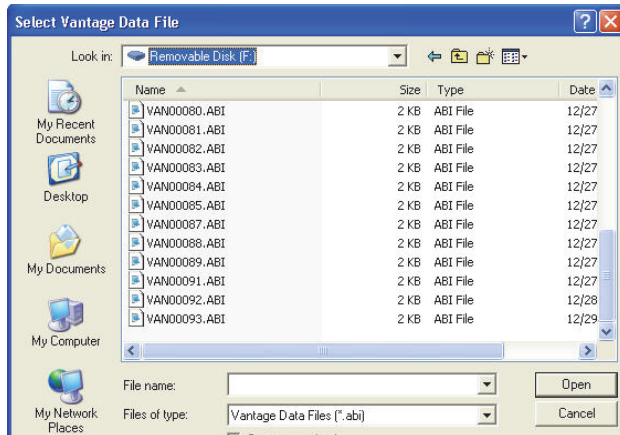 Select Vantage Data File
Look in: Removable Disk (F:)
Name Size Type Date
VAN00080.ABI 2 KB ABI File 12/27
VAN00081.ABI 2 KB ABI File 12/27
VAN00082.ABI 2 KB ABI File 12/27
VAN00083.ABI 2 KB ABI File 12/27
VAN00084.ABI 2 KB ABI File 12/27
VAN00085.ABI 2 KB ABI File 12/27
VAN00087.ABI 2 KB ABI File 12/27
VAN00088.ABI 2 KB ABI File 12/27
VAN00089.ABI 2 KB ABI File 12/27
VAN00091.ABI 2 KB ABI File 12/27
VAN00092.ABI 2 KB ABI File 12/28
VAN00093.ABI 2 KB ABI File 12/29
My Recent
Documents
Desktop
My Documents
My Computer
My Network
Places
File name: Open
Files of type: Vantage Data Files (*.abi) Cancel